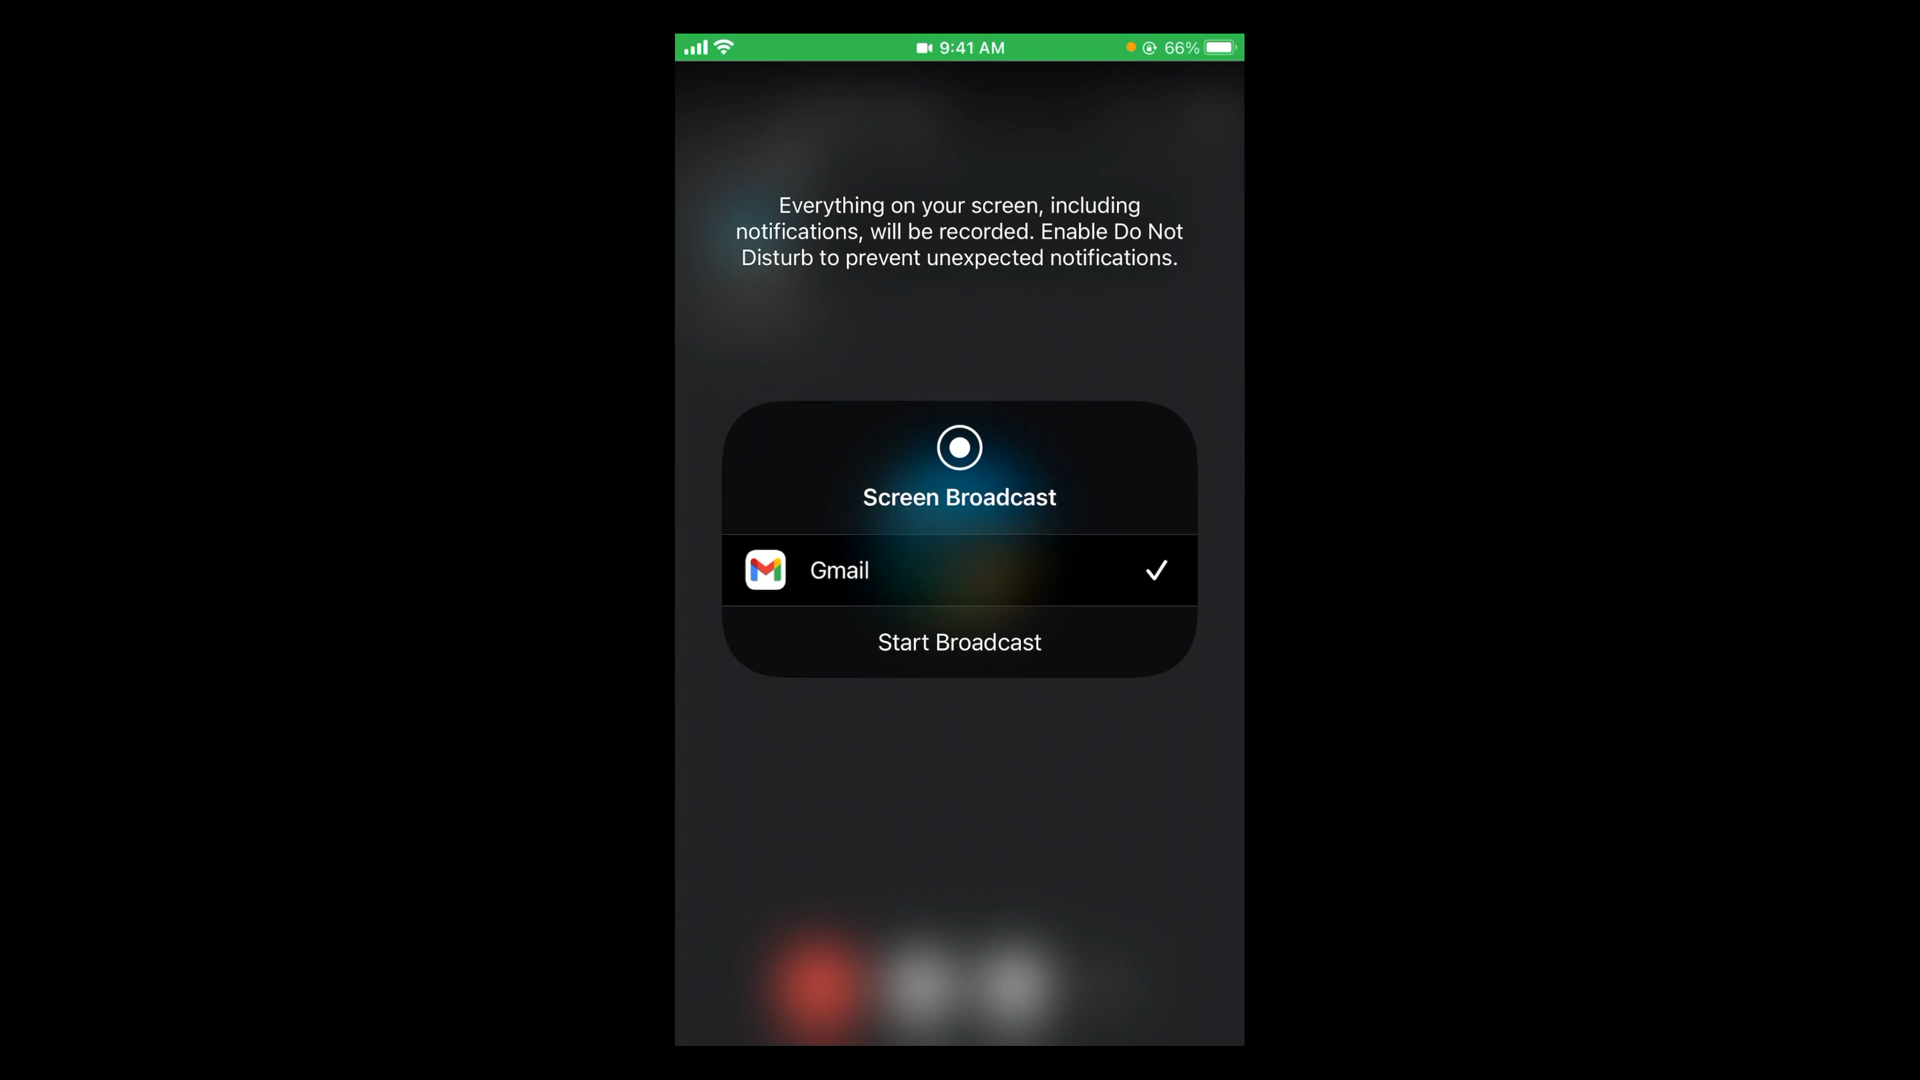 9:41 AM 66%
Everything on your screen, including
notifications, will be recorded. Enable Do Not
Disturb to prevent unexpected notifications.
Screen Broadcast
Gmail
Start Broadcast